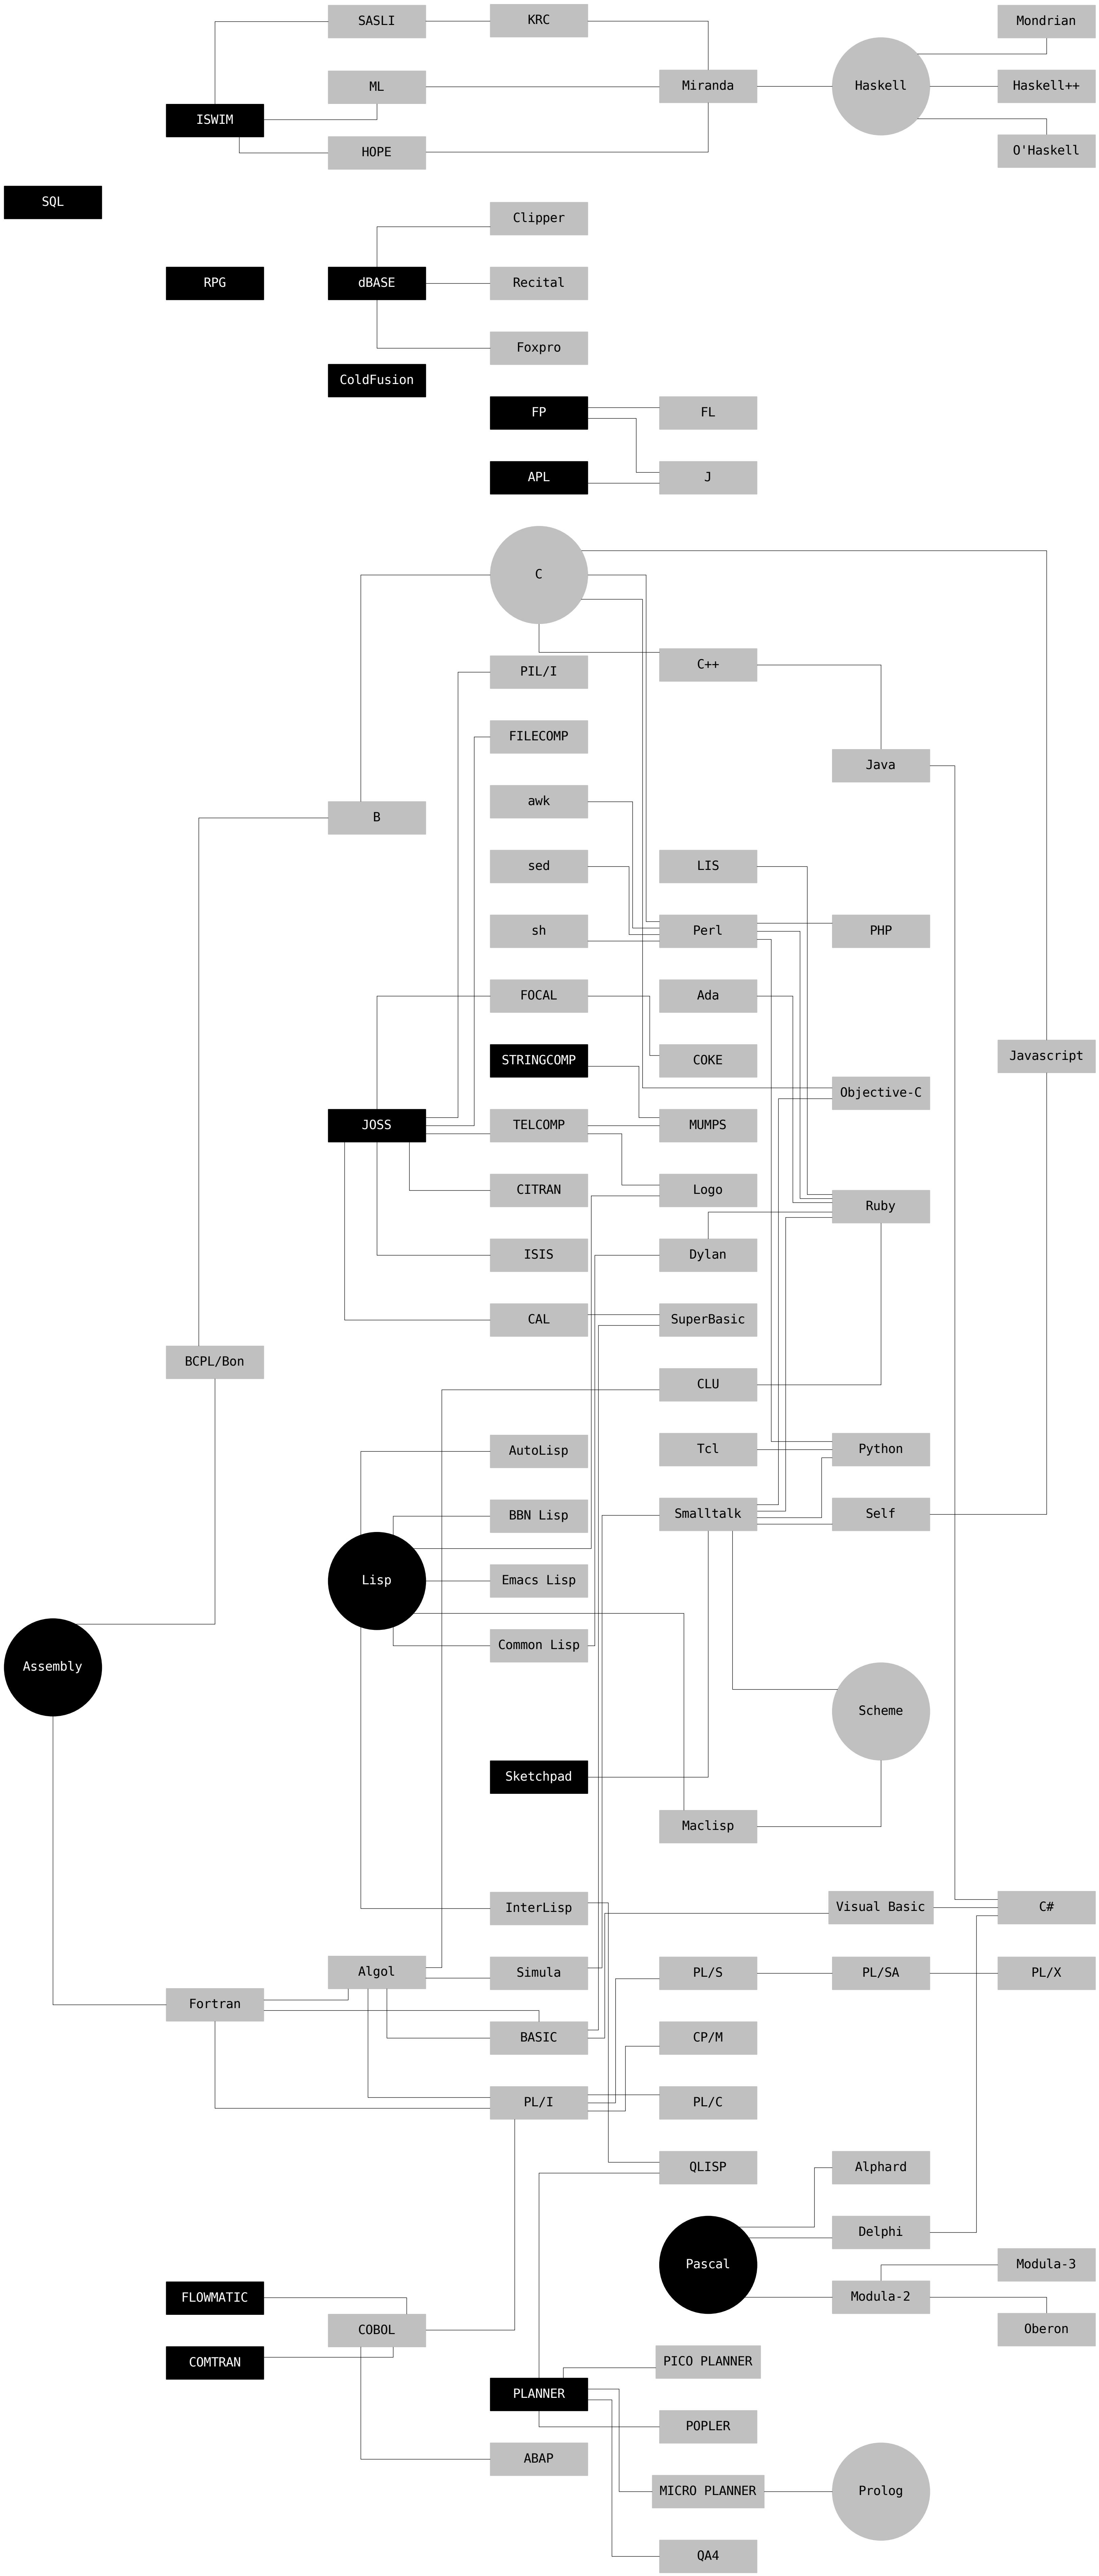 SASLI
KRC
Mondrian
ML
Miranda
Haskell
Haskell++
ISWIM
HOPE
O'Haskell
SQL
Clipper
RPG
dBASE
Recital
Foxpro
ColdFusion
FP
FL
APL
J
C
PIL/I
C++
FILECOMP
Java
awk
B
sed
LIS
sh
Perl
PHP
FOCAL
Ada
STRINGCOMP
COKE
Javascript
Objective-C
JOSS
TELCOMP
MUMPS
CITRAN
Logo
Ruby
ISIS
Dylan
CAL
SuperBasic
BCPL/Bon
CLU
AutoLisp
Tcl
Python
BBN Lisp
Smalltalk
Self
Lisp
Emacs Lisp
Common Lisp
Assembly
Scheme
Sketchpad
Maclisp
InterLisp
Visual Basic
C#
Algol
Simula
PL/S
PL/SA
PL/X
Fortran
BASIC
CP/M
PL/I
PL/C
QLISP
Alphard
Delphi
Pascal
Modula-3
FLOWMATIC
Modula-2
COBOL
Oberon
COMTRAN
PICO PLANNER
PLANNER
POPLER
ABAP
MICRO PLANNER
Prolog
QA4